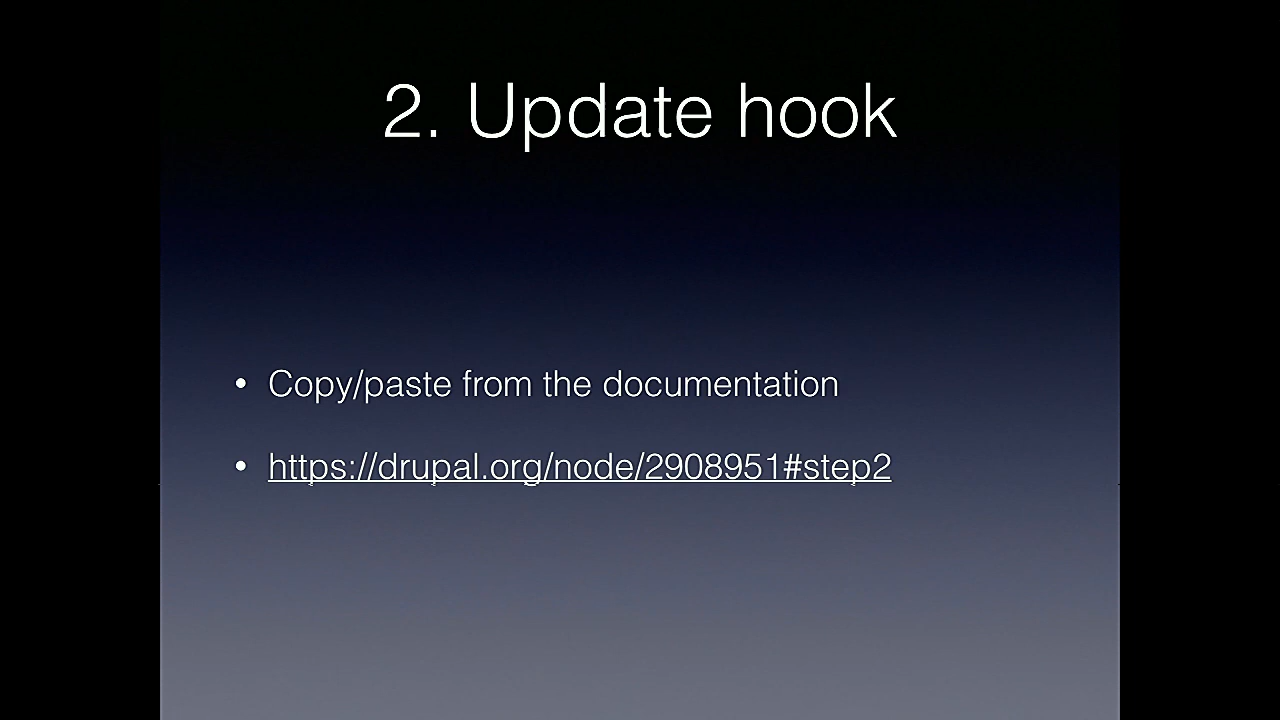 2. Update hook
• Copy/paste from the documentation
• https://drupal.org/node/2908951#step2